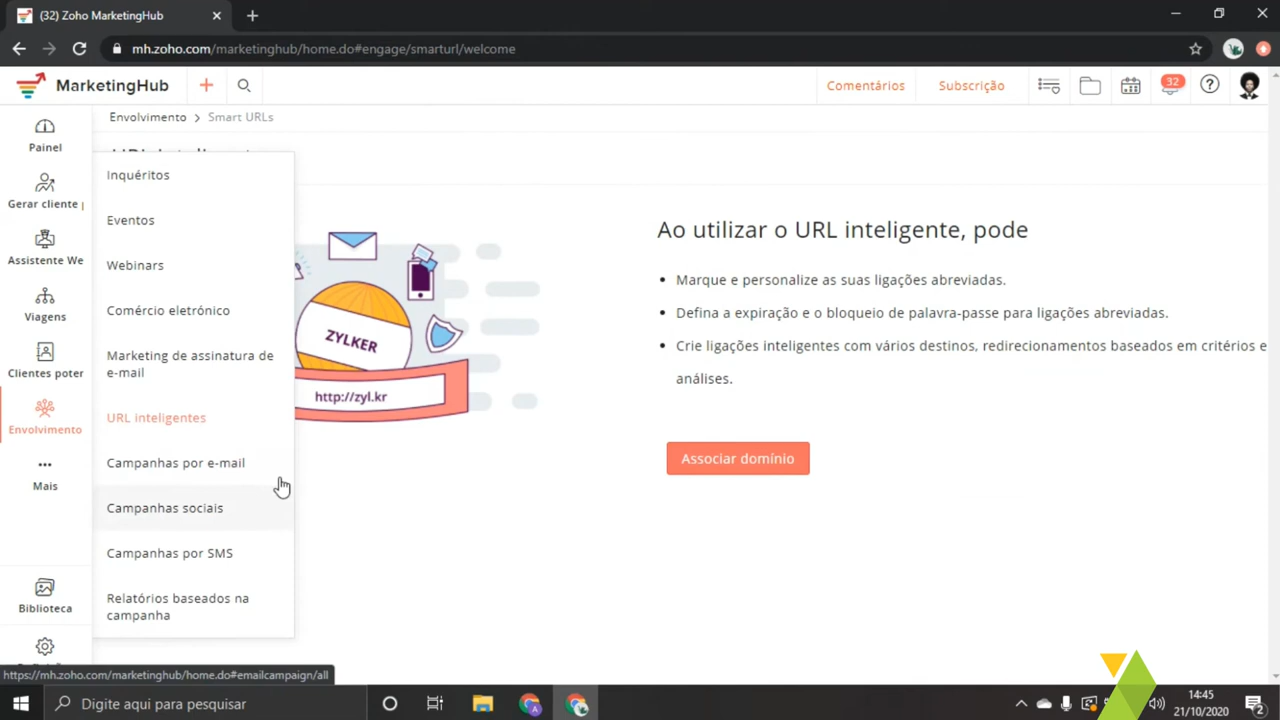 (32) Zoho MarketingHub
mh.zoho.com/marketinghub/home.do#engage/smarturl/welcome
MarketingHub
Comentários
Subscrição
32
Envolvimento > Smart URLs
Painel
Gerar cliente p
Assistente We
Viagens
Clientes poter
Envolvimento
Mais
Biblioteca
Inquéritos
Eventos
Webinars
Comércio eletrónico
Marketing de assinatura de
e-mail
URL inteligentes
Campanhas por e-mail
Campanhas sociais
Campanhas por SMS
Relatórios baseados na
campanha
ZYLKER
http://zyl.kr
Ao utilizar o URL inteligente, pode
• Marque e personalize as suas ligações abreviadas.
• Defina a expiração e o bloqueio de palavra-passe para ligações abreviadas.
• Crie ligações inteligentes com vários destinos, redirecionamentos baseados em critérios e
análises.
Associar domínio
https://mh.zoho.com/marketinghub/home.do#emailcampaign/all
Digite aqui para pesquisar
14:45
21/10/2020
2